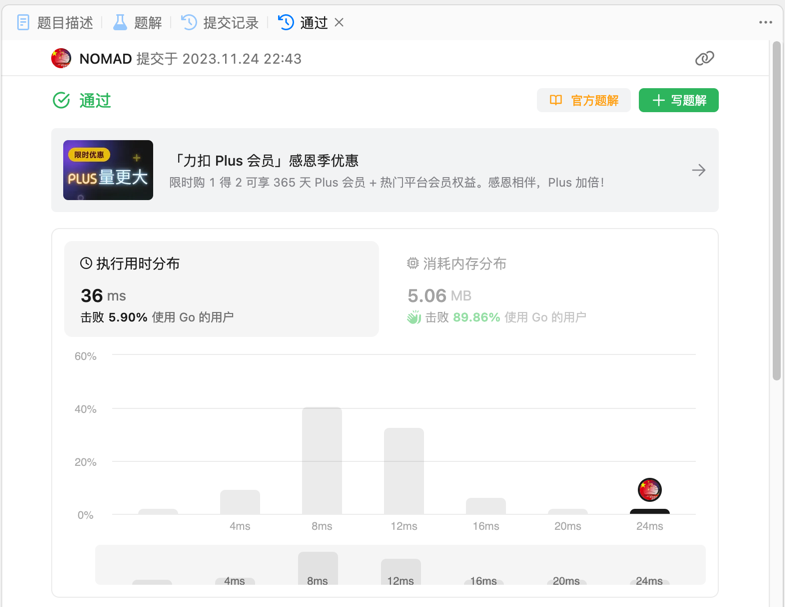 题目描述 题解 提交记录 通过
NOMAD 提交于 2023.11.24 22:43
通过 官方题解 写题解
限时优惠
PLUS量更大
「力扣 Plus 会员」感恩季优惠
限时购 1 得 2 可享 365 天 Plus 会员 + 热门平台会员权益。感恩相伴，Plus 加倍！
执行用时分布
36 ms
击败 5.90% 使用 Go 的用户
消耗内存分布
5.06 MB
击败 89.86% 使用 Go 的用户
60%
40%
20%
0%
4ms 8ms 12ms 16ms 20ms 24ms
4ms 8ms 12ms 16ms 20ms 24ms